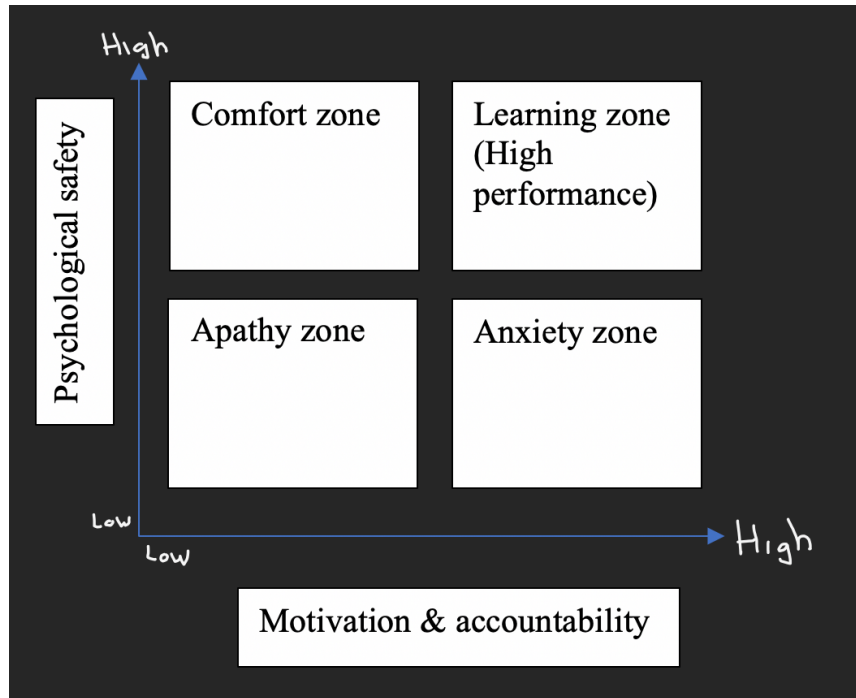 High
Psychological safety
Comfort zone
Learning zone
(High
performance)
Apathy zone
Anxiety zone
Low
Low
High
Motivation & accountability